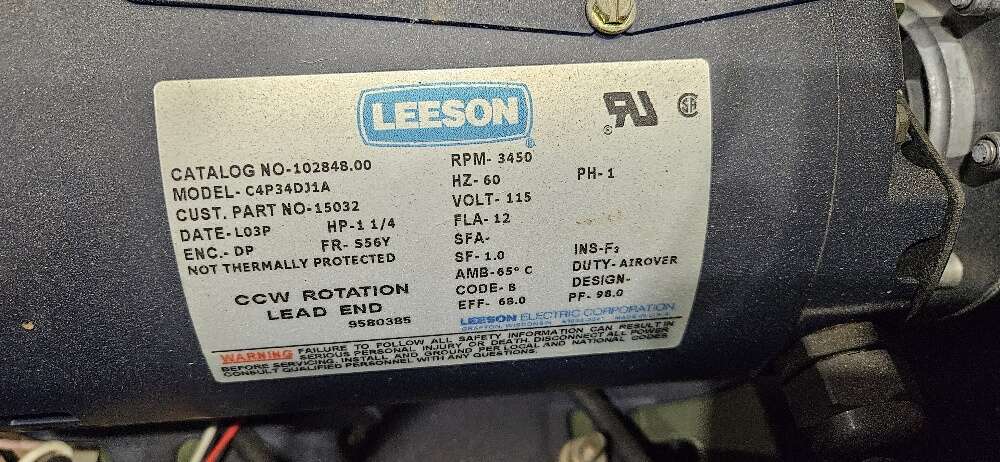 LEESON
CATALOG NO-102848.00
MODEL- C4P34DJ1A
CUST. PART NO-15032
DATE- L03P HP-1 1/4
ENC.- DP FR- S56Y
NOT THERMALLY PROTECTED
CCW ROTATION
LEAD END
9580385
RPM- 3450
HZ- 60 PH- 1
VOLT- 115
FLA- 12
SFA-
SF- 1.0 INS-F3
AMB-65° C DUTY- AIROVER
CODE- B DESIGN-
EFF- 68.0 PF- 98.0
LEESON ELECTRIC CORPORATION
GRAFTON, WISCONSIN
WARNING FAILURE TO FOLLOW ALL SAFETY INFORMATION CAN RESULT IN
SERIOUS PERSONAL INJURY OR DEATH. DISCONNECT ALL POWER
BEFORE SERVICING. INSTALL AND GROUND PER LOCAL AND NATIONAL CODES
CONSULT QUALIFIED PERSONNEL WITH ANY QUESTIONS.